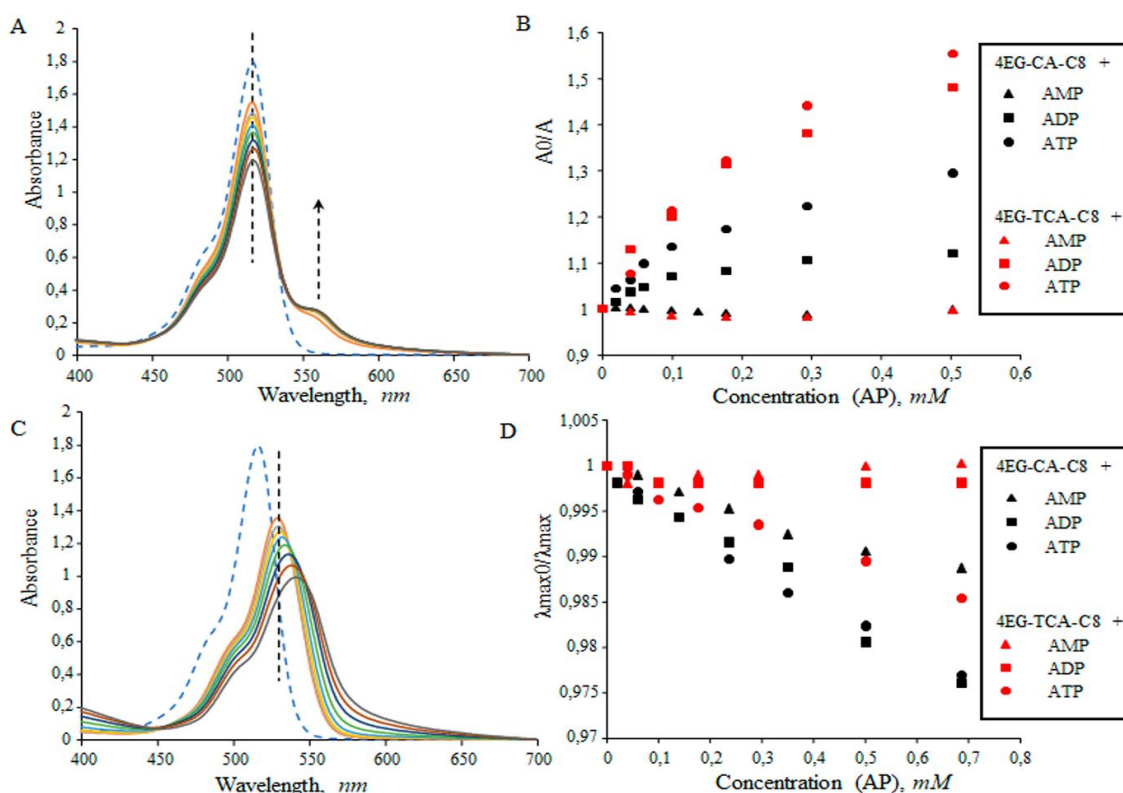 A
Absorbance
2
1,8
1,6
1,4
1,2
1
0,8
0,6
0,4
0,2
0
400 450 500 550 600 650 700
Wavelength, nm
B
A0/A
1,6
1,5
1,4
1,3
1,2
1,1
1
0,9
0 0,1 0,2 0,3 0,4 0,5 0,6
Concentration (AP), mM
4EG-CA-C8 +
AMP
ADP
ATP
4EG-TCA-C8 +
AMP
ADP
ATP
C
Absorbance
2
1,8
1,6
1,4
1,2
1
0,8
0,6
0,4
0,2
0
400 450 500 550 600 650 700
Wavelength, nm
D
λmax0/λmax
1,005
1
0,995
0,99
0,985
0,98
0,975
0,97
0 0,1 0,2 0,3 0,4 0,5 0,6 0,7 0,8
Concentration (AP), mM
4EG-CA-C8 +
AMP
ADP
ATP
4EG-TCA-C8 +
AMP
ADP
ATP